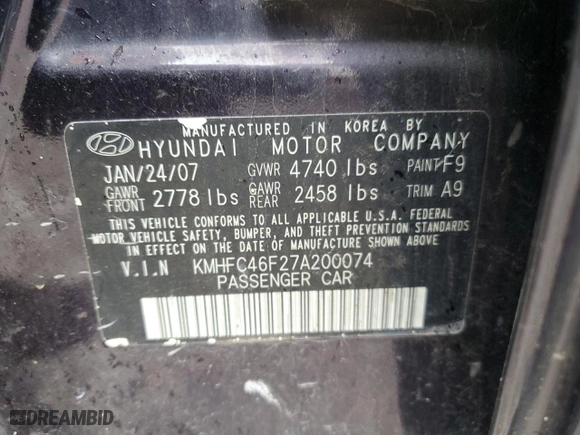 MANUFACTURED IN KOREA BY
HYUNDAI MOTOR COMPANY
JAN/24/07 GVWR 4740 lbs PAINT F9
GAWR FRONT 2778 lbs GAWR REAR 2458 lbs TRIM A9
THIS VEHICLE CONFORMS TO ALL APPLICABLE U.S.A. FEDERAL
MOTOR VEHICLE SAFETY, BUMPER, AND THEFT PREVENTION
STANDARDS IN EFFECT ON THE DATE OF MANUFACTURE SHOWN ABOVE.
V.I.N KMHFC46F27A200074
PASSENGER CAR
DREAMBID